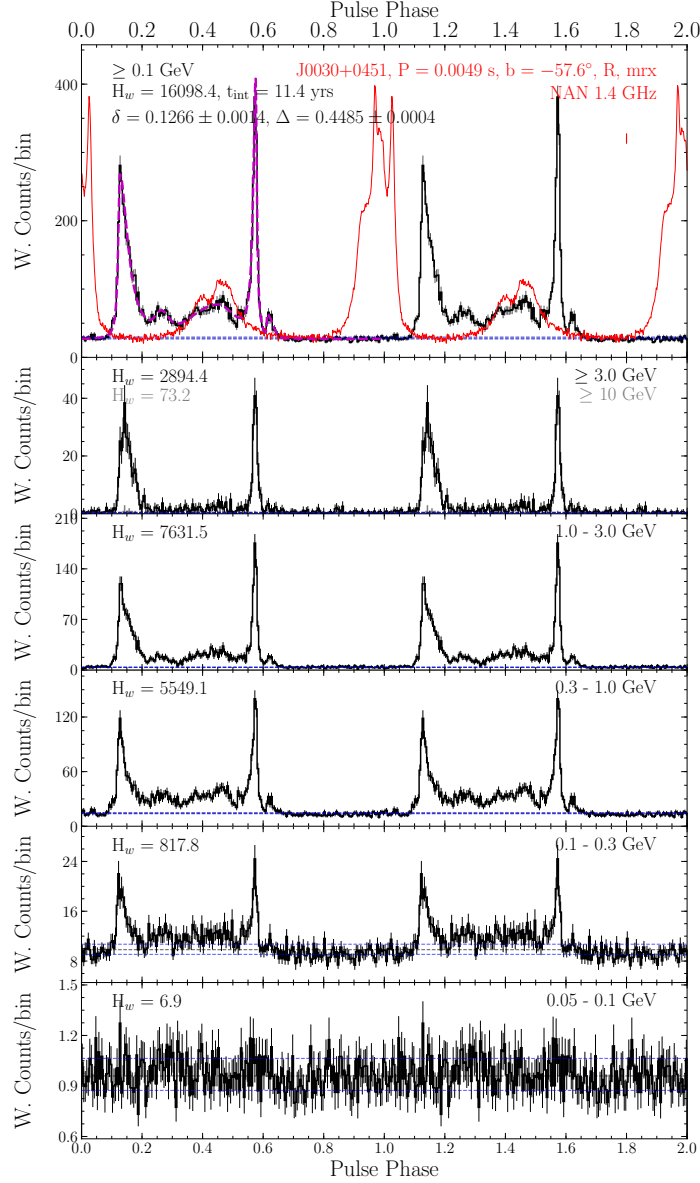 Pulse Phase
0.0 0.2 0.4 0.6 0.8 1.0 1.2 1.4 1.6 1.8 2.0
≥ 0.1 GeV
J0030+0451, P = 0.0049 s, b = −57.6°, R, mrx
H_w = 16098.4, t_int = 11.4 yrs
NAN 1.4 GHz
δ = 0.1266 ± 0.0014, Δ = 0.4485 ± 0.0004
W. Counts/bin
400
200
0
H_w = 2894.4
≥ 3.0 GeV
H_w = 73.2
≥ 10 GeV
W. Counts/bin
40
20
0
H_w = 7631.5
1.0 - 3.0 GeV
W. Counts/bin
210
140
70
0
H_w = 5549.1
0.3 - 1.0 GeV
W. Counts/bin
120
60
0
H_w = 817.8
0.1 - 0.3 GeV
W. Counts/bin
24
16
8
H_w = 6.9
0.05 - 0.1 GeV
W. Counts/bin
1.5
1.2
0.9
0.6
0.0 0.2 0.4 0.6 0.8 1.0 1.2 1.4 1.6 1.8 2.0
Pulse Phase